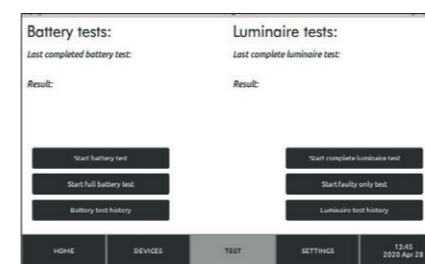 Battery tests:
Last completed battery test:
Result:
Start battery test
Start full battery test
Battery test history
Luminaire tests:
Last complete luminaire test:
Result:
Start complete luminaire test
Start faulty only test
Luminaire test history
HOME
DEVICES
TEST
SETTINGS
13:45
2020 Apr 28